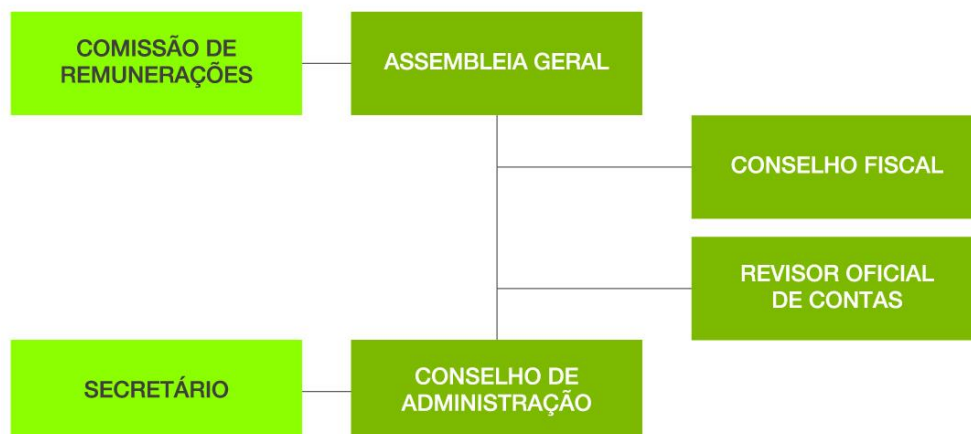 COMISSÃO DE
REMUNERAÇÕES
ASSEMBLEIA GERAL
CONSELHO FISCAL
REVISOR OFICIAL
DE CONTAS
SECRETÁRIO
CONSELHO DE
ADMINISTRAÇÃO